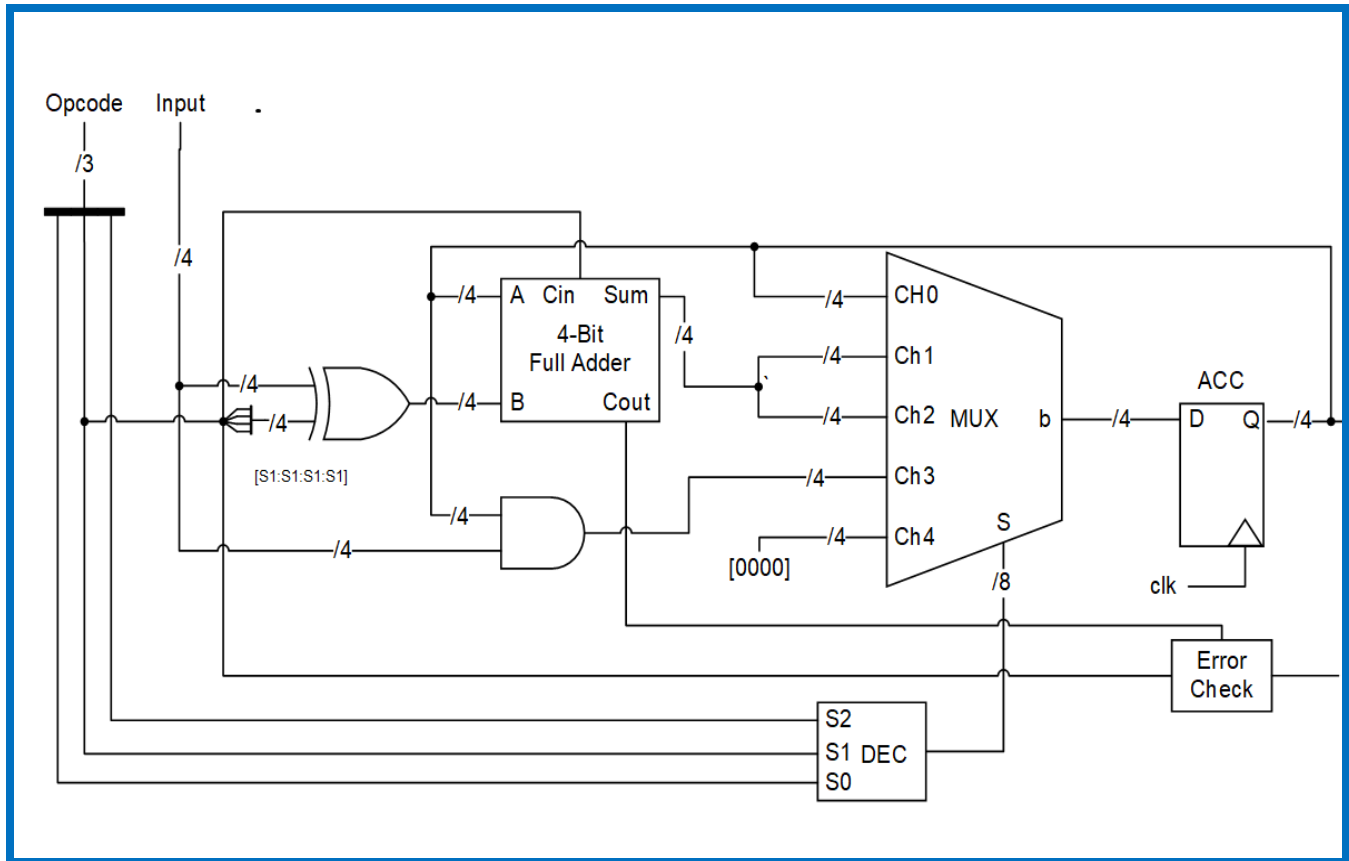 Opcode Input
/3
/4
/4 A Cin Sum
/4 CH0
4-Bit
Full Adder
/4
/4 Ch1
/4
/4 B Cout
/4
/4 Ch2 MUX b /4
ACC
D Q /4
[S1:S1:S1:S1]
/4 Ch3
/4
/4
S
/4 Ch4
[0000]
/8
clk
Error
Check
S2
S1 DEC
S0